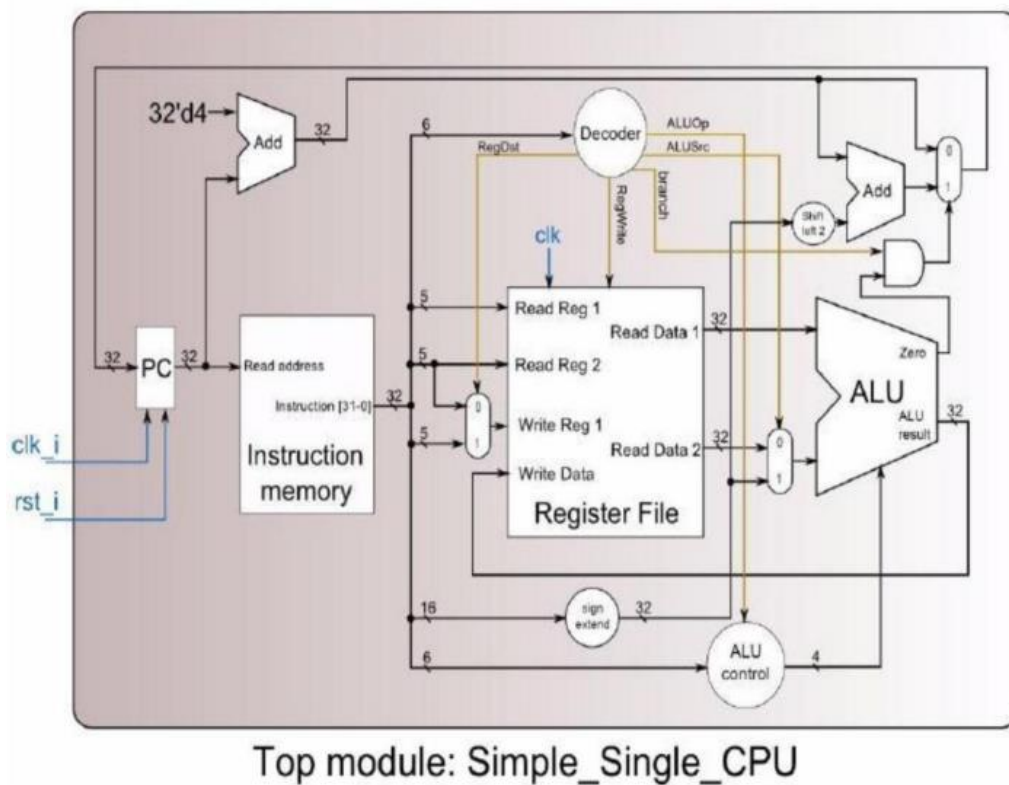 32'd4
Add
32
6
Decoder
ALUOp
RegDst
ALUSrc
RegWrite
branch
Add
0
1
Shift
left 2
clk
5
Read Reg 1
Read Data 1
32
32
PC
32
Read address
5
Read Reg 2
Zero
ALU
Instruction [31-0]
32
0
1
Write Reg 1
ALU
result
32
clk_i
Instruction
memory
5
Read Data 2
32
0
1
Write Data
rst_i
Register File
16
sign
extend
32
6
ALU
control
4
Top module: Simple_Single_CPU